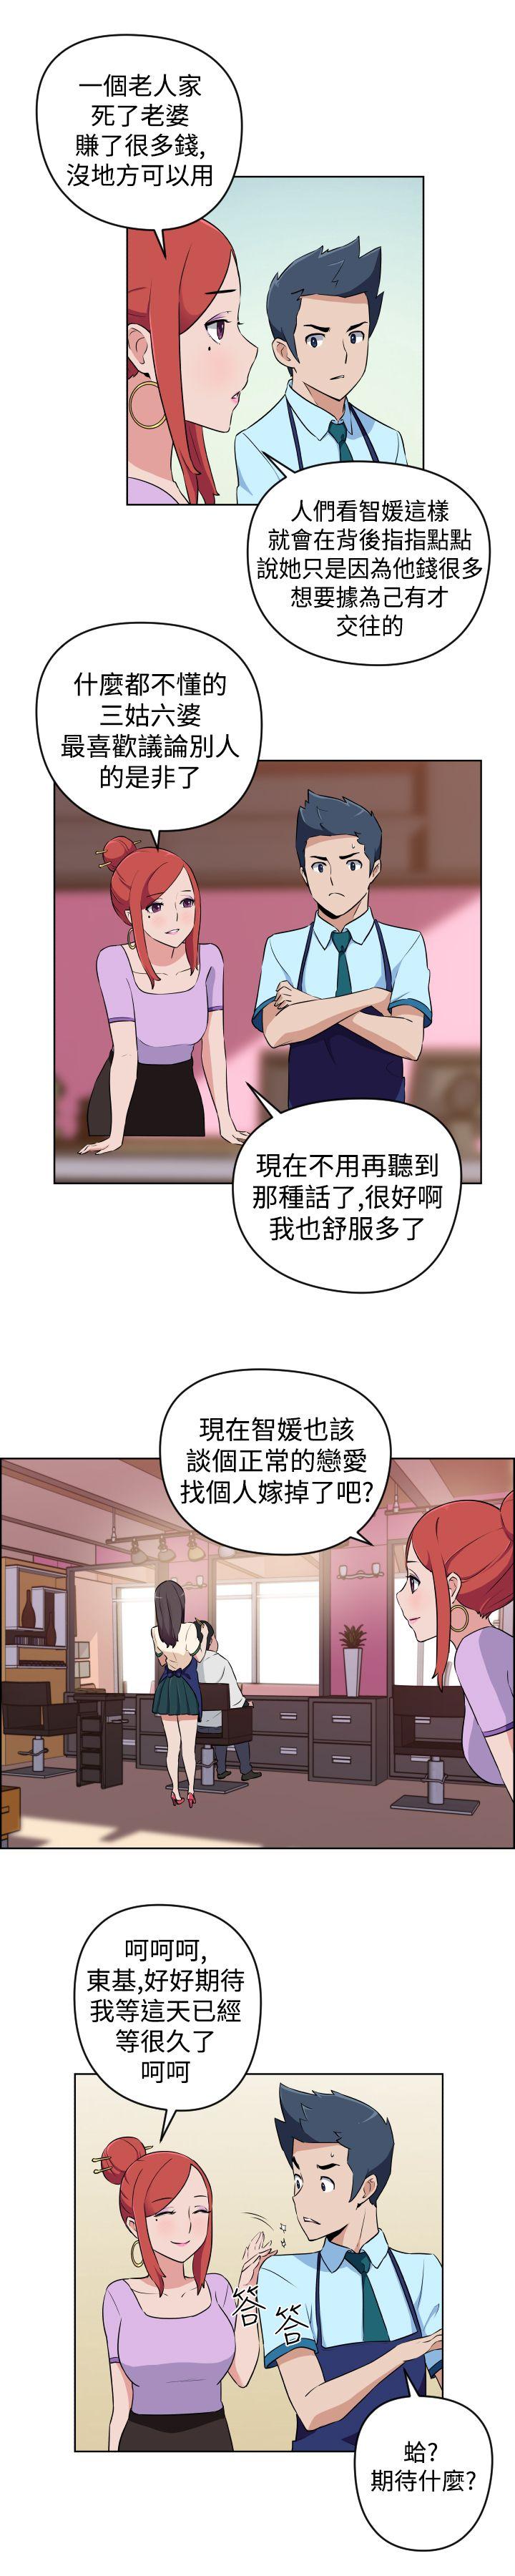 一個老人家
死了老婆
賺了很多錢,
沒地方可以用
人們看智媛這樣
就會在背後指指點點
說她只是因為他錢很多
想要據為己有才
交往的
什麼都不懂的
三姑六婆
最喜歡議論別人
的是非了
現在不用再聽到
那種話了,很好啊
我也舒服多了
現在智媛也該
談個正常的戀愛
找個人嫁掉了吧?
呵呵呵,
東基,好好期待
我等這天已經
等很久了
呵呵
答
答
蛤?
期待什麼?